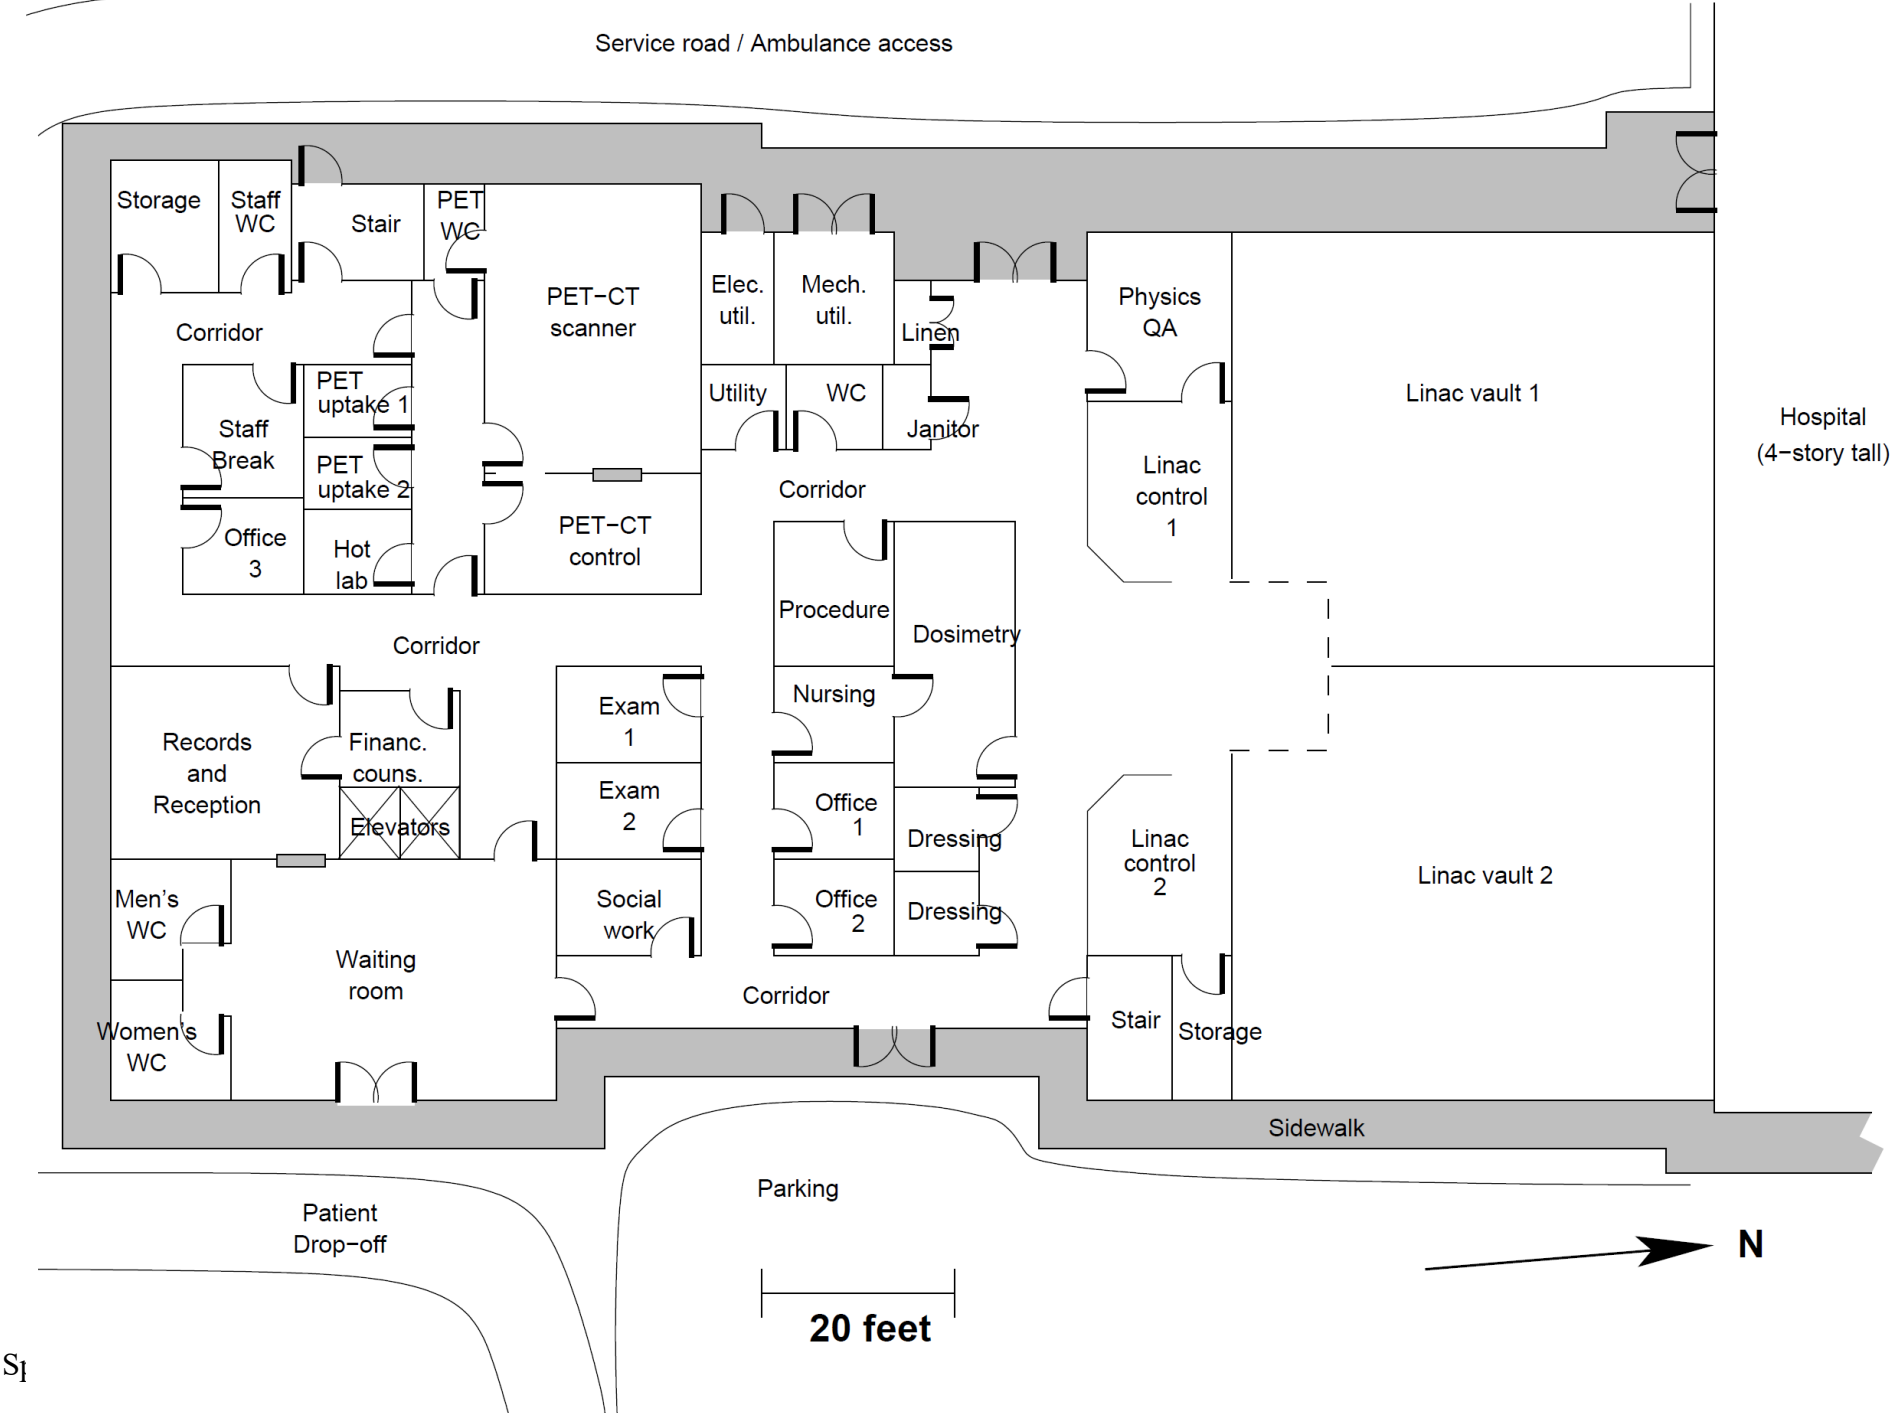 Service road / Ambulance access
Storage
Staff
WC
Stair
PET
WC
PET−CT
scanner
Elec.
util.
Mech.
util.
Linen
Physics
QA
Linac vault 1
Hospital
(4−story tall)
Corridor
PET
uptake 1
Utility
WC
Janitor
Staff
Break
PET
uptake 2
Corridor
Linac
control
1
Office
3
Hot
lab
PET−CT
control
Procedure
Dosimetry
Corridor
Nursing
Exam
1
Records
and
Reception
Financ.
couns.
Elevators
Exam
2
Office
1
Dressing
Linac
control
2
Linac vault 2
Men's
WC
Social
work
Office
2
Dressing
Waiting
room
Corridor
Women's
WC
Stair
Storage
Sidewalk
Parking
Patient
Drop−off
N
20 feet